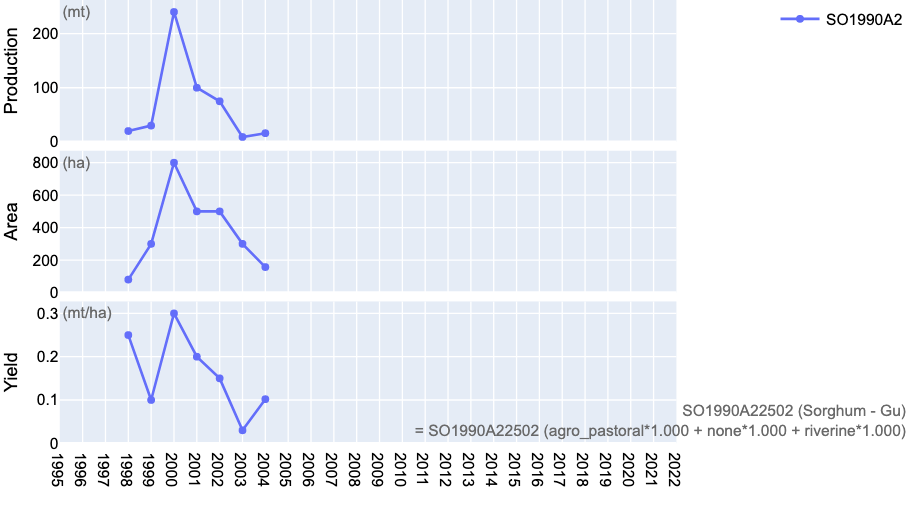 (mt)
SO1990A2
Production
200
100
0
(ha)
Area
800
600
400
200
0
(mt/ha)
Yield
0.3
0.2
0.1
0
SO1990A22502 (Sorghum - Gu)
= SO1990A22502 (agro_pastoral*1.000 + none*1.000 + riverine*1.000)
1995 1996 1997 1998 1999 2000 2001 2002 2003 2004 2005 2006 2007 2008 2009 2010 2011 2012 2013 2014 2015 2016 2017 2018 2019 2020 2021 2022